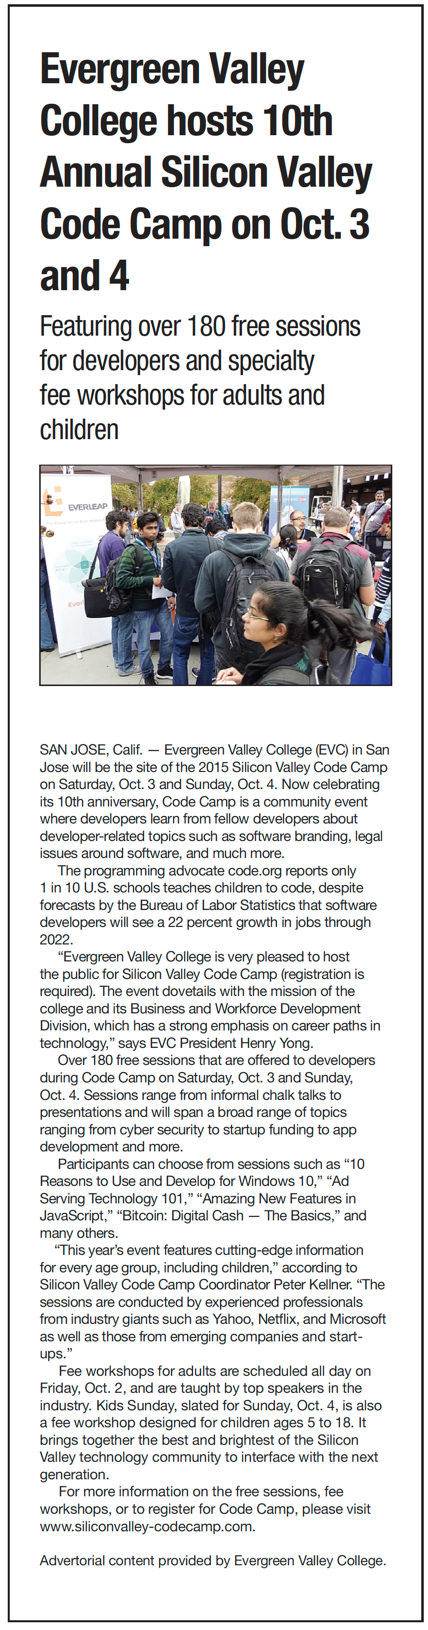 Evergreen Valley
College hosts 10th
Annual Silicon Valley
Code Camp on Oct. 3
and 4
Featuring over 180 free sessions
for developers and specialty
fee workshops for adults and
children
EVERLEAP
SAN JOSE, Calif. — Evergreen Valley College (EVC) in San
Jose will be the site of the 2015 Silicon Valley Code Camp
on Saturday, Oct. 3 and Sunday, Oct. 4. Now celebrating
its 10th anniversary, Code Camp is a community event
where developers learn from fellow developers about
developer-related topics such as software branding, legal
issues around software, and much more.
The programming advocate code.org reports only
1 in 10 U.S. schools teaches children to code, despite
forecasts by the Bureau of Labor Statistics that software
developers will see a 22 percent growth in jobs through
2022.
“Evergreen Valley College is very pleased to host
the public for Silicon Valley Code Camp (registration is
required). The event dovetails with the mission of the
college and its Business and Workforce Development
Division, which has a strong emphasis on career paths in
technology,” says EVC President Henry Yong.
Over 180 free sessions that are offered to developers
during Code Camp on Saturday, Oct. 3 and Sunday,
Oct. 4. Sessions range from informal chalk talks to
presentations and will span a broad range of topics
ranging from cyber security to startup funding to app
development and more.
Participants can choose from sessions such as “10
Reasons to Use and Develop for Windows 10,” “Ad
Serving Technology 101,” “Amazing New Features in
JavaScript,” “Bitcoin: Digital Cash — The Basics,” and
many others.
“This year’s event features cutting-edge information
for every age group, including children,” according to
Silicon Valley Code Camp Coordinator Peter Kellner. “The
sessions are conducted by experienced professionals
from industry giants such as Yahoo, Netflix, and Microsoft
as well as those from emerging companies and start-
ups.”
Fee workshops for adults are scheduled all day on
Friday, Oct. 2, and are taught by top speakers in the
industry. Kids Sunday, slated for Sunday, Oct. 4, is also
a fee workshop designed for children ages 5 to 18. It
brings together the best and brightest of the Silicon
Valley technology community to interface with the next
generation.
For more information on the free sessions, fee
workshops, or to register for Code Camp, please visit
www.siliconvalley-codecamp.com.
Advertorial content provided by Evergreen Valley College.